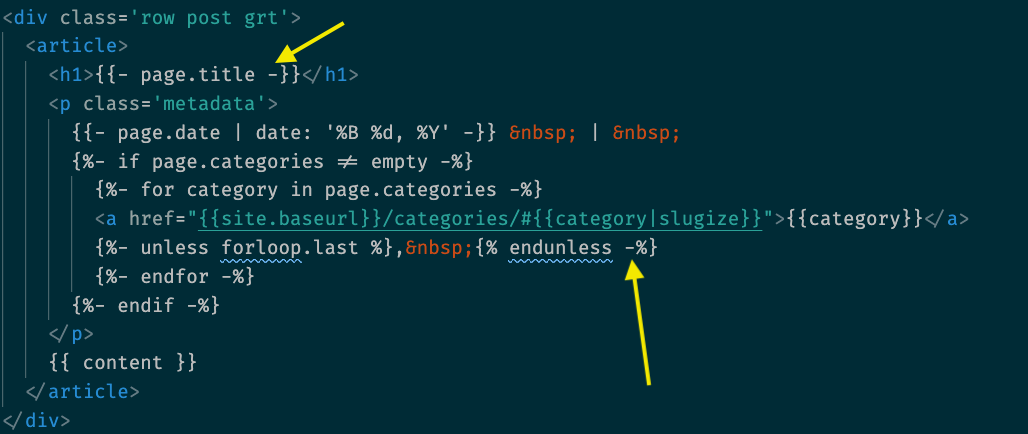 <div class='row post grt'>
<article>
<h1>{{- page.title -}}</h1>
<p class='metadata'>
{{- page.date | date: '%B %d, %Y' -}} &nbsp; | &nbsp;
{%- if page.categories != empty -%}
{%- for category in page.categories -%}
<a href="{{site.baseurl}}/categories/#{{category|slugize}}">{{category}}</a>
{%- unless forloop.last %},&nbsp;{% endunless -%}
{%- endfor -%}
{%- endif -%}
</p>
{{ content }}
</article>
</div>